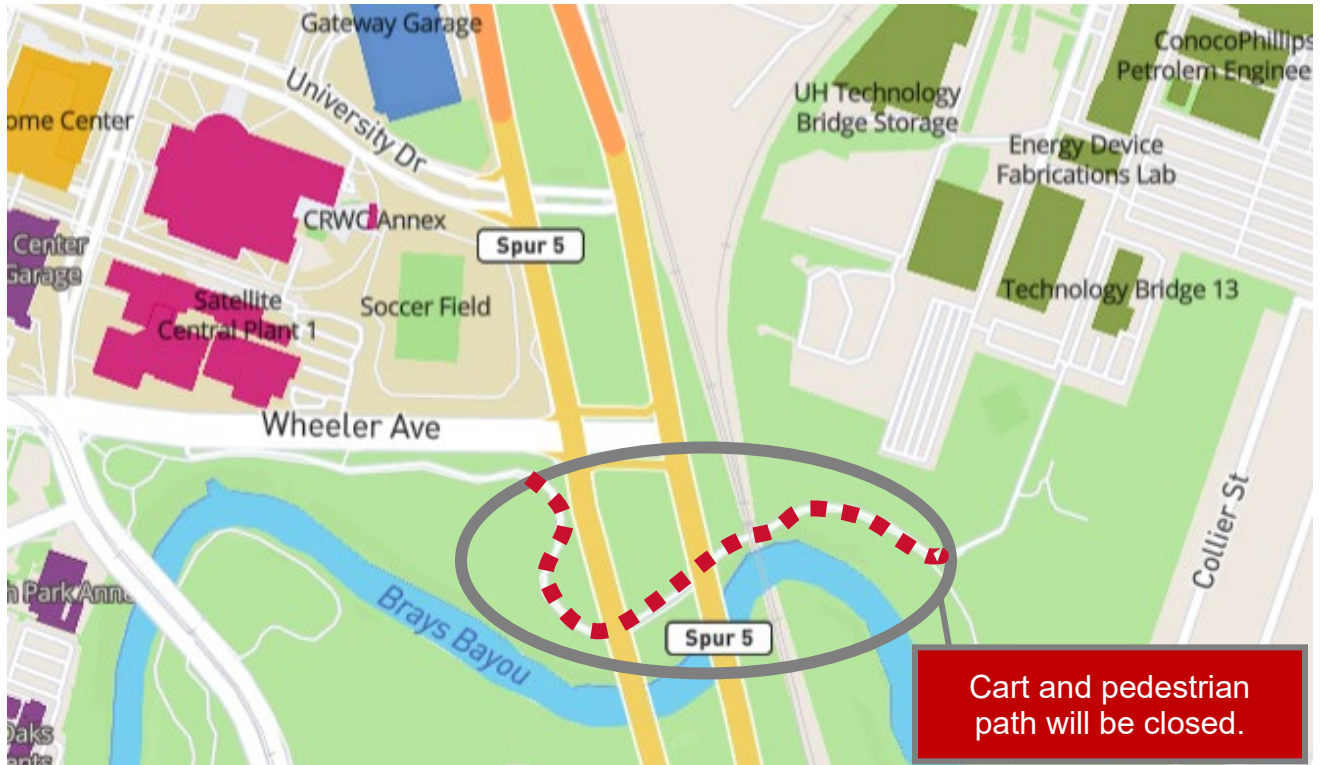 Gateway Garage
ConocoPhillips
Petrolem Enginee
University Dr
UH Technology
Bridge Storage
ome Center
Energy Device
Fabrications Lab
CRWC Annex
Center
Garage
Spur 5
Satellite
Central Plant 1
Soccer Field
Technology Bridge 13
Wheeler Ave
Collier St
Park Ann
Brays Bayou
Spur 5
Cart and pedestrian
path will be closed.
Oaks